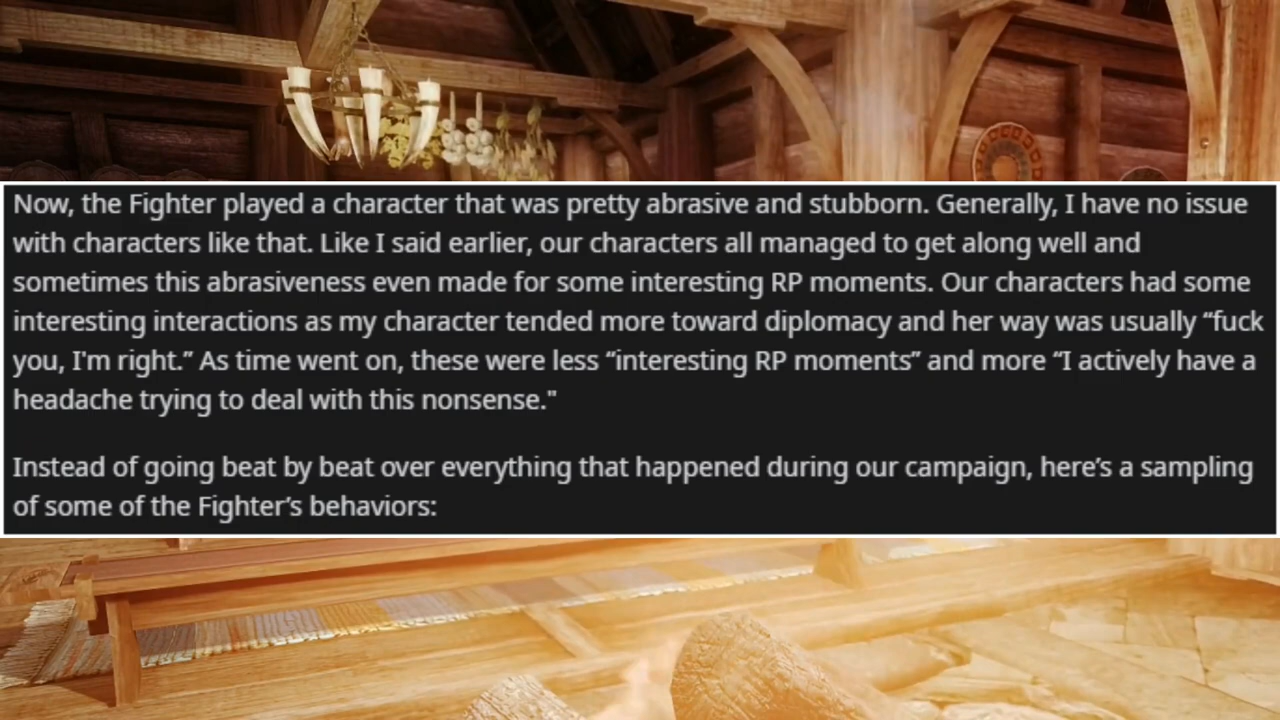 Now, the Fighter played a character that was pretty abrasive and stubborn. Generally, I have no issue
with characters like that. Like I said earlier, our characters all managed to get along well and
sometimes this abrasiveness even made for some interesting RP moments. Our characters had some
interesting interactions as my character tended more toward diplomacy and her way was usually “fuck
you, I'm right.” As time went on, these were less “interesting RP moments” and more “I actively have a
headache trying to deal with this nonsense."
Instead of going beat by beat over everything that happened during our campaign, here’s a sampling
of some of the Fighter’s behaviors: